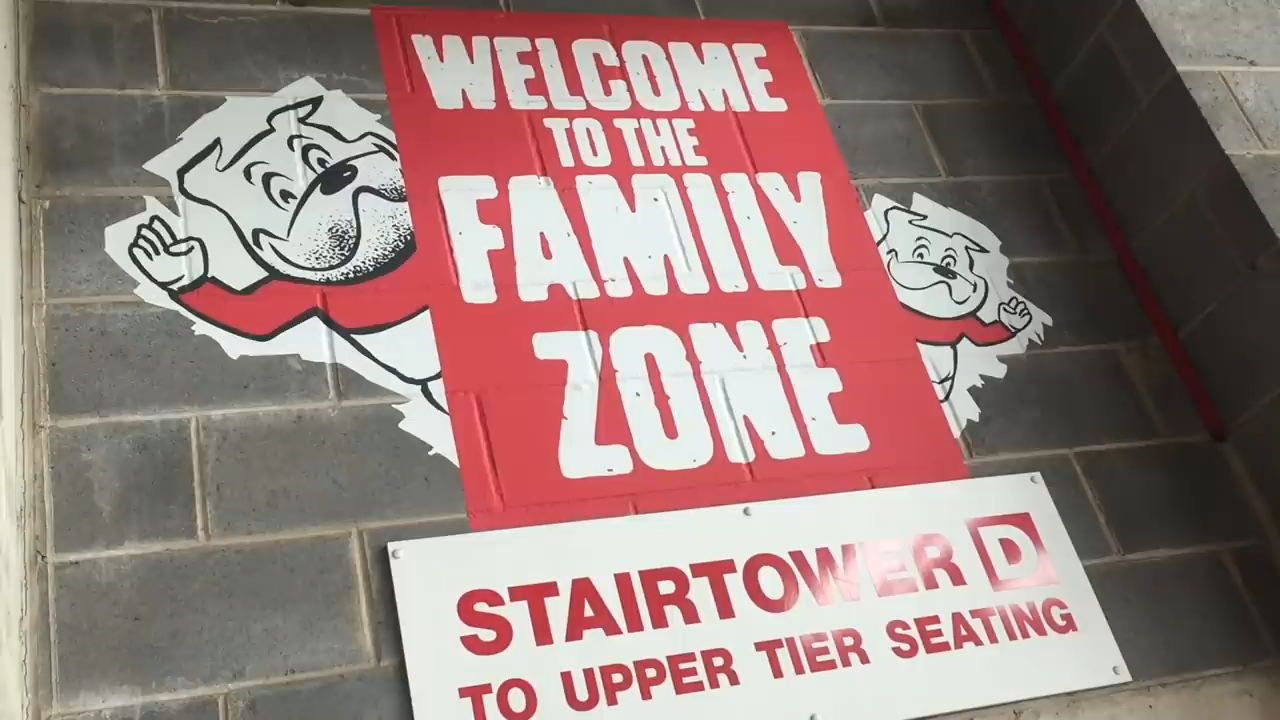 WELCOME
TO THE
FAMILY
ZONE
STAIRTOWER D
TO UPPER TIER SEATING